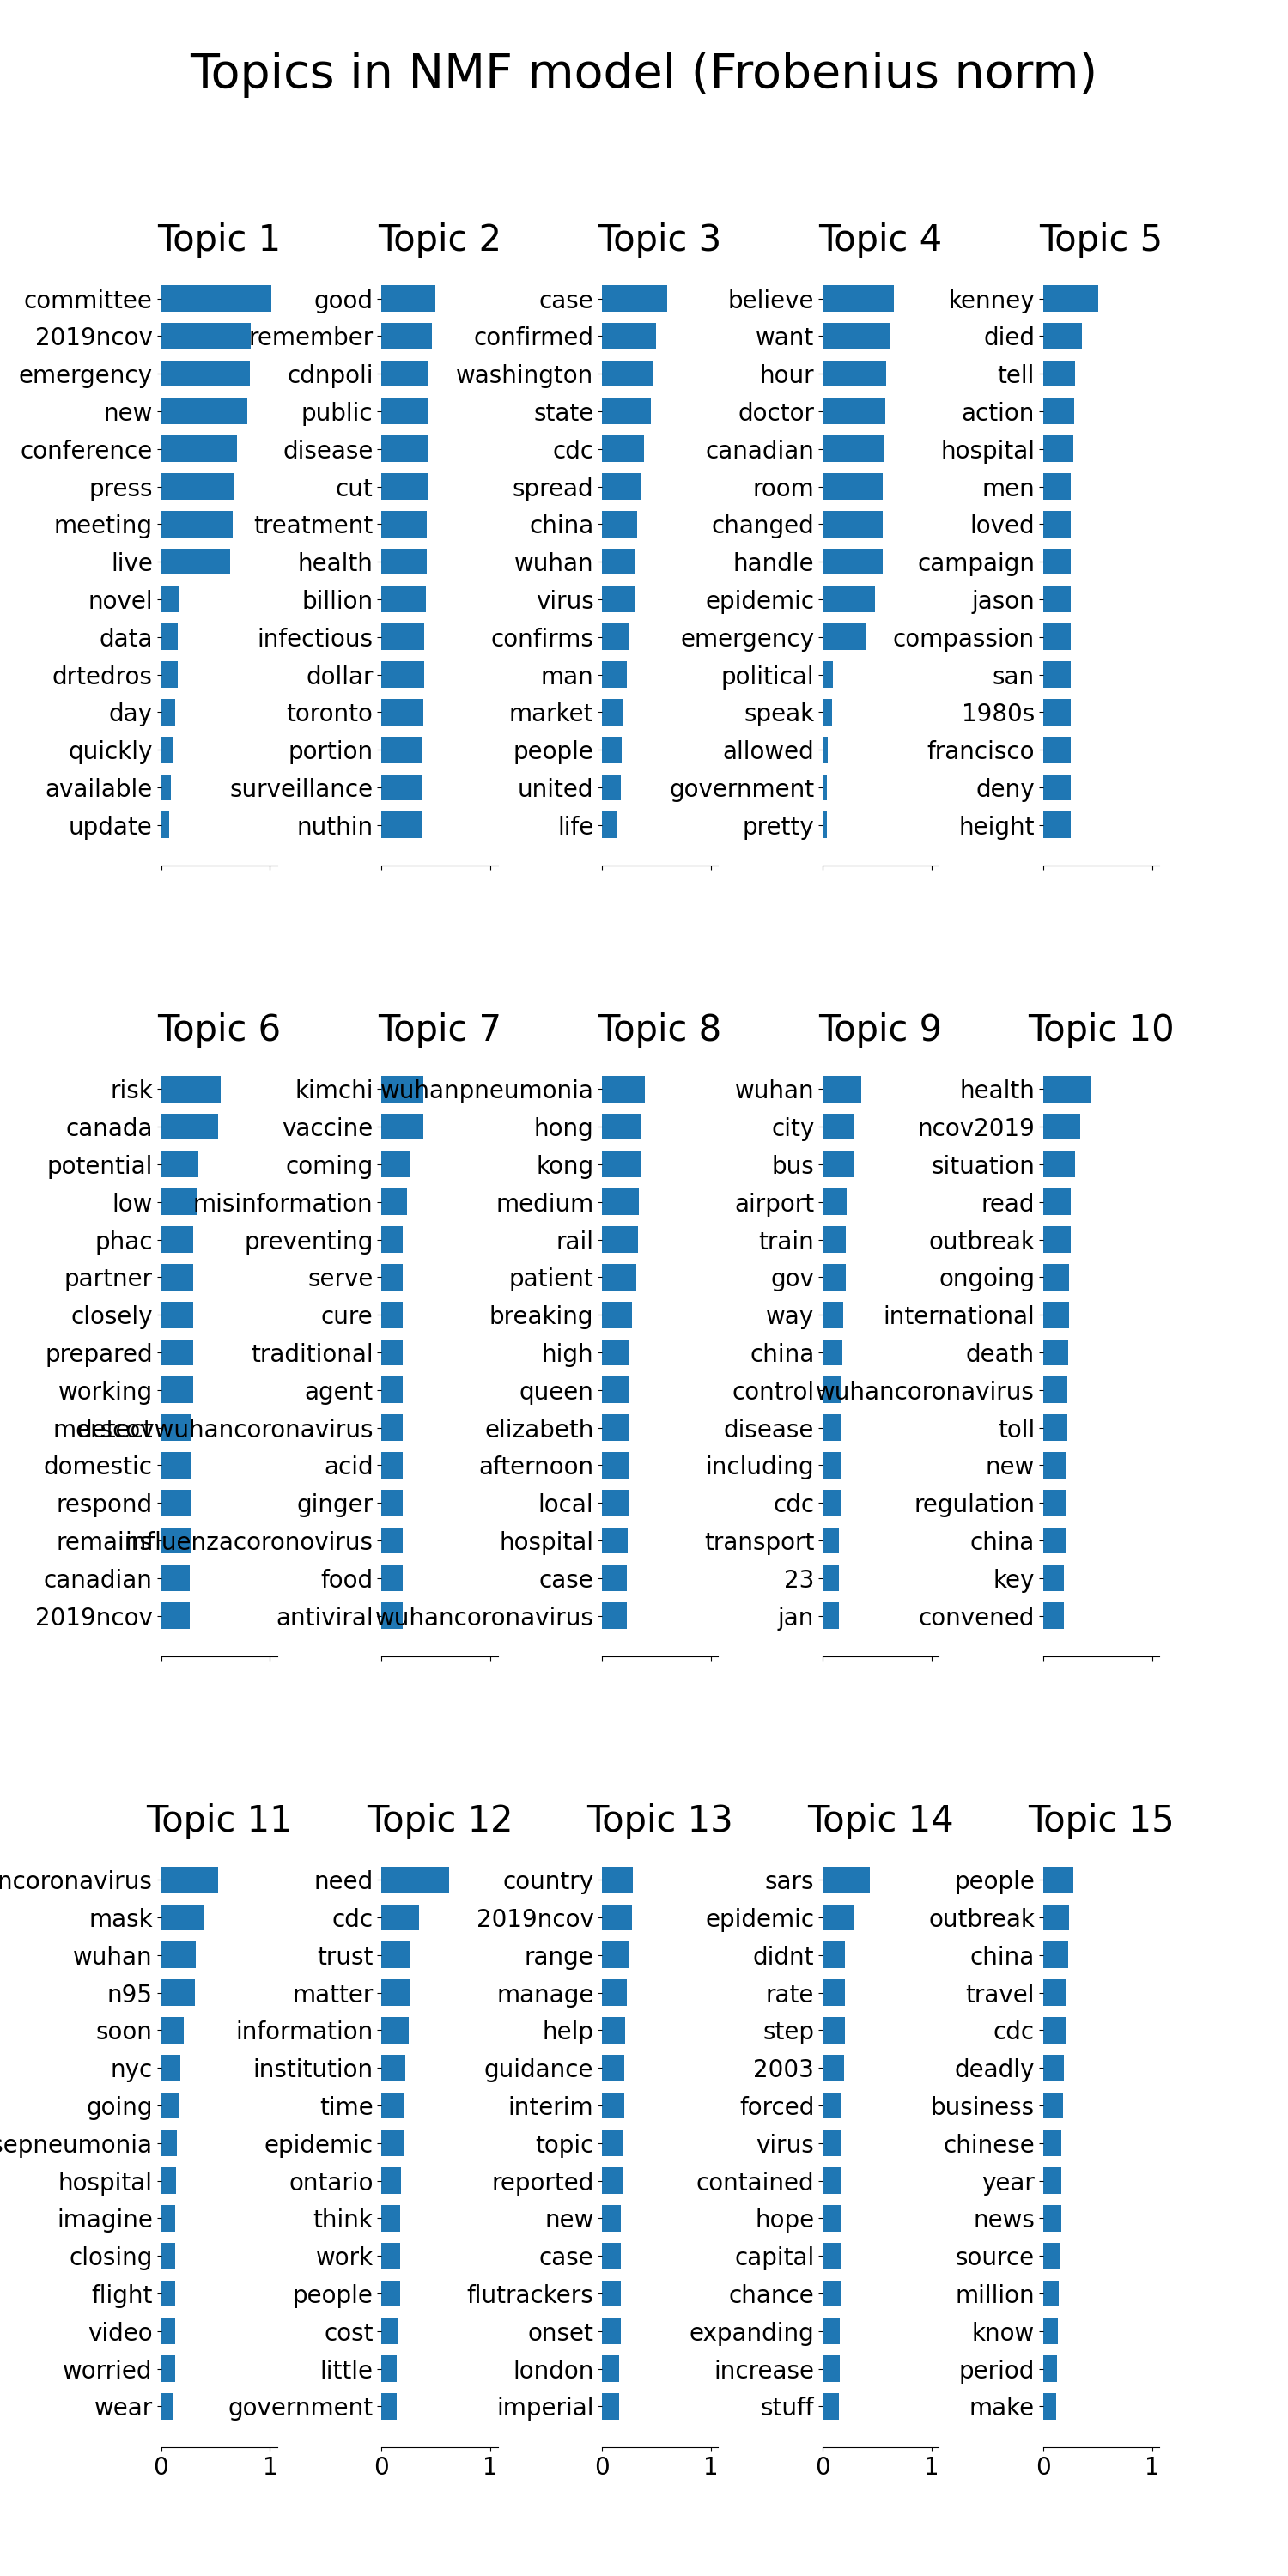 Topics in NMF model (Frobenius norm)
Topic 1
committee
2019ncov
emergency
new
conference
press
meeting
live
novel
data
drtedros
day
quickly
available
update
Topic 2
good
remember
cdnpoli
public
disease
cut
treatment
health
billion
infectious
dollar
toronto
portion
surveillance
nuthin
Topic 3
case
confirmed
washington
state
cdc
spread
china
wuhan
virus
confirms
man
market
people
united
life
Topic 4
believe
want
hour
doctor
canadian
room
changed
handle
epidemic
emergency
political
speak
allowed
government
pretty
Topic 5
kenney
died
tell
action
hospital
men
loved
campaign
jason
compassion
san
1980s
francisco
deny
height
Topic 6
risk
canada
potential
low
phac
partner
closely
prepared
working
detect
domestic
respond
remains
canadian
2019ncov
Topic 7
kimchi
vaccine
coming
misinformation
preventing
serve
cure
traditional
agent
acid
ginger
influenzacoronovirus
food
antiviral
Topic 8
wuhanpneumonia
hong
kong
medium
rail
patient
breaking
high
queen
elizabeth
afternoon
local
hospital
case
wuhancoronavirus
Topic 9
wuhan
city
bus
airport
train
gov
way
china
control
disease
including
cdc
transport
23
jan
Topic 10
health
ncov2019
situation
read
outbreak
ongoing
international
death
wuhancoronavirus
toll
new
regulation
china
key
convened
Topic 11
ncoronavirus
mask
wuhan
n95
soon
nyc
going
sepneumonia
hospital
imagine
closing
flight
video
worried
wear
0 1
Topic 12
need
cdc
trust
matter
information
institution
time
epidemic
ontario
think
work
people
cost
little
government
0 1
Topic 13
country
2019ncov
range
manage
help
guidance
interim
topic
reported
new
case
flutrackers
onset
london
imperial
0 1
Topic 14
sars
epidemic
didnt
rate
step
2003
forced
virus
contained
hope
capital
chance
expanding
increase
stuff
0 1
Topic 15
people
outbreak
china
travel
cdc
deadly
business
chinese
year
news
source
million
know
period
make
0 1